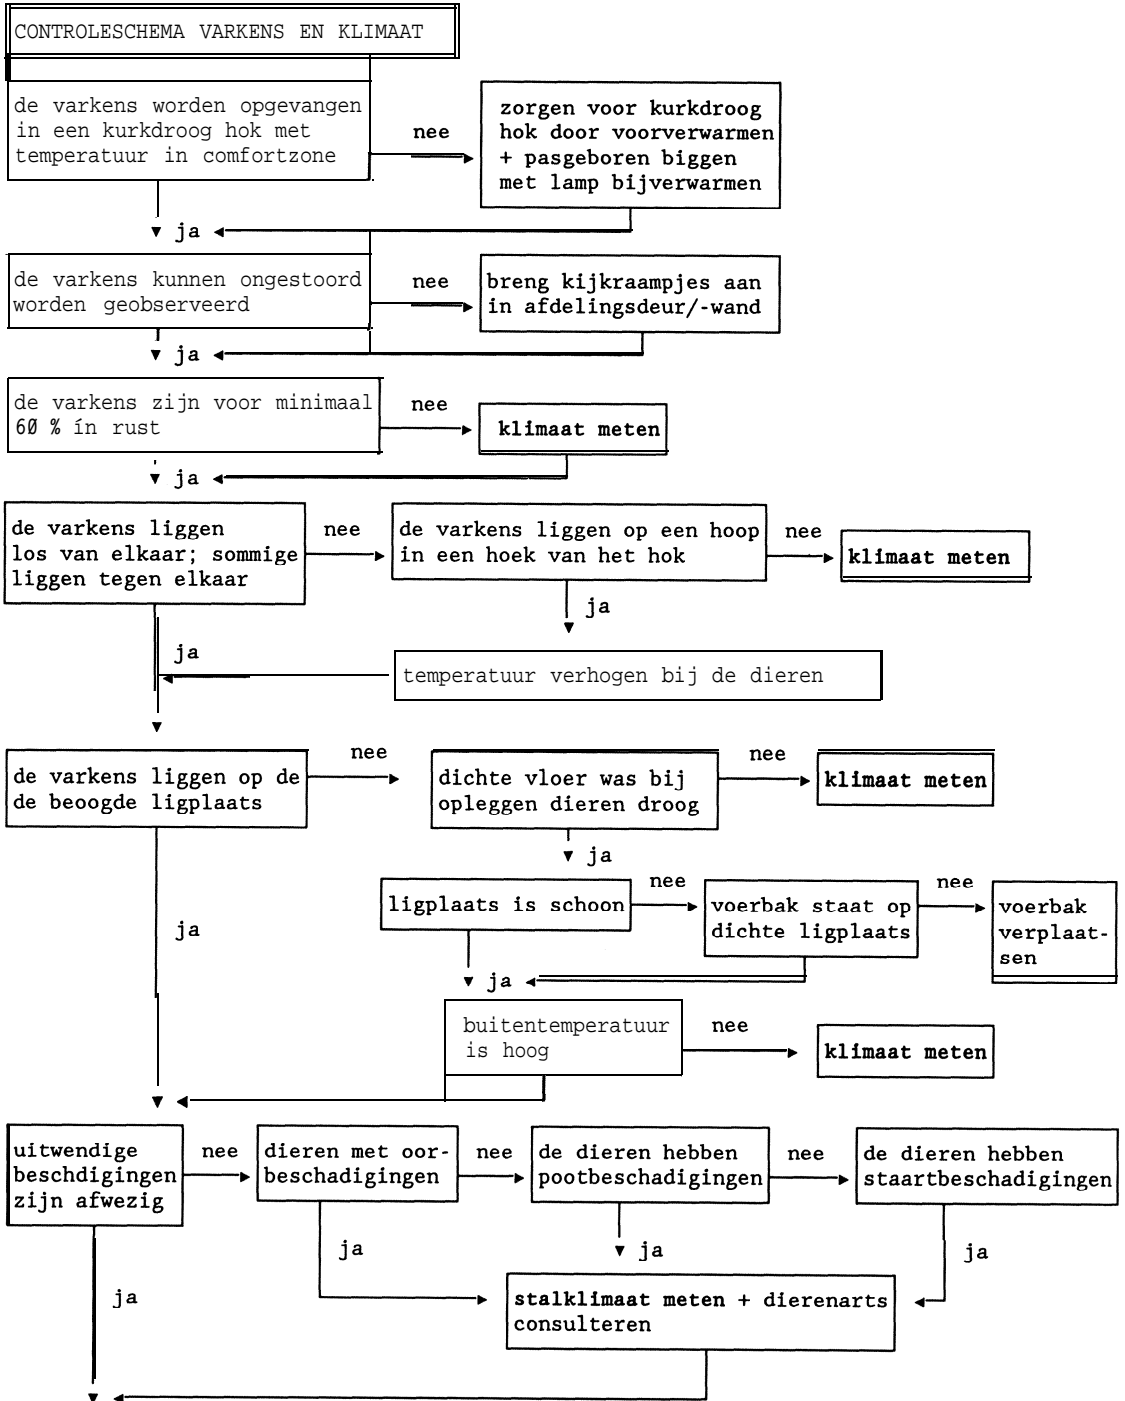 CONTROLESCHEMA VARKENS EN KLIMAAT
de varkens worden opgevangen
in een kurkdroog hok met
temperatuur in comfortzone
nee
zorgen voor kurkdroog
hok door voorverwarmen
+ pasgeboren biggen
met lamp bijverwarmen
ja
de varkens kunnen ongestoord
worden geobserveerd
nee
breng kijkraampjes aan
in afdelingsdeur/-wand
ja
de varkens zijn voor minimaal
60 % ín rust
nee
klimaat meten
ja
de varkens liggen
los van elkaar; sommige
liggen tegen elkaar
nee
de varkens liggen op een hoop
in een hoek van het hok
nee
klimaat meten
ja
ja
temperatuur verhogen bij de dieren
de varkens liggen op de
de beoogde ligplaats
nee
dichte vloer was bij
opleggen dieren droog
nee
klimaat meten
ja
ligplaats is schoon
nee
voerbak staat op
dichte ligplaats
nee
voerbak
verplaat-
sen
ja
ja
buitentemperatuur
is hoog
nee
klimaat meten
uitwendige
beschdigingen
zijn afwezig
nee
dieren met oor-
beschadigingen
nee
de dieren hebben
pootbeschadigingen
nee
de dieren hebben
staartbeschadigingen
ja
ja
ja
ja
stalklimaat meten + dierenarts
consulteren